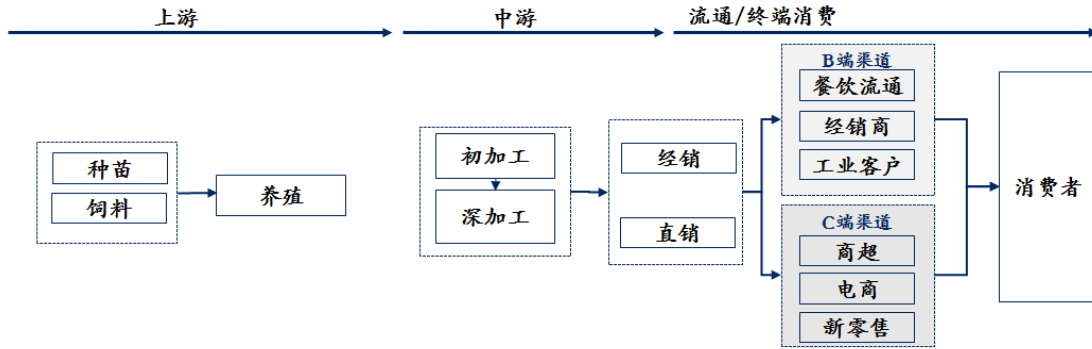 上游
中游
流通/终端消费
种苗
饲料
养殖
初加工
深加工
经销
直销
B端渠道
餐饮流通
经销商
工业客户
C端渠道
商超
电商
新零售
消费者